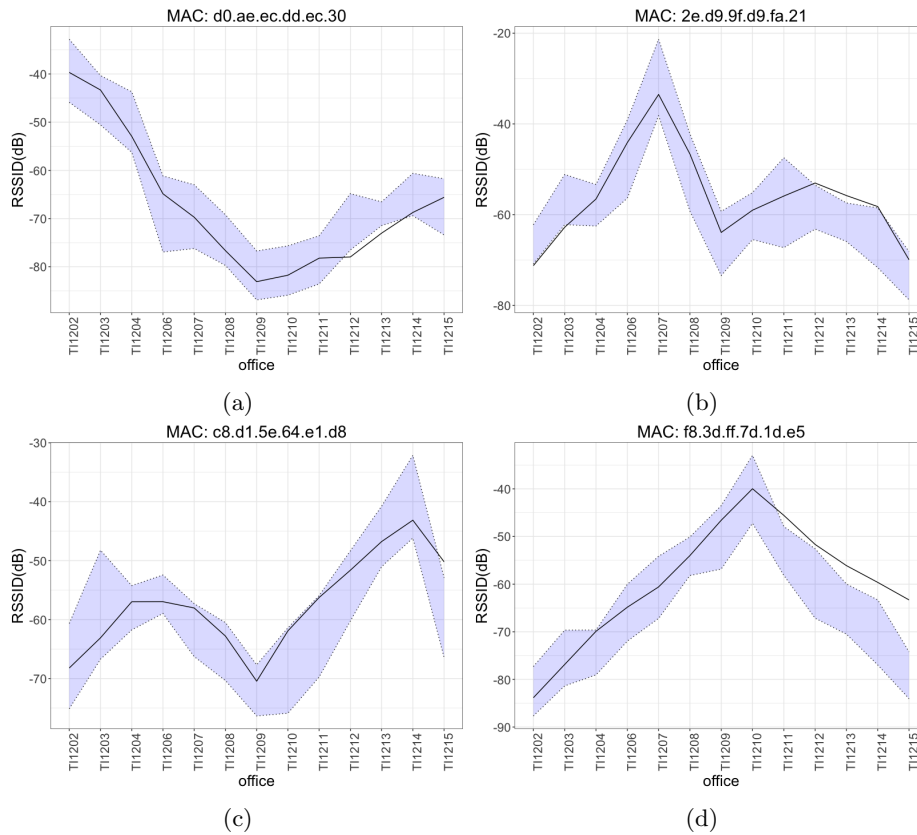 MAC: d0.ae.ec.dd.ec.30
RSSID(dB)
-40
-50
-60
-70
-80
TI1202
TI1203
TI1204
TI1206
TI1207
TI1208
TI1209
TI1210
TI1211
TI1212
TI1213
TI1214
TI1215
office
(a)
MAC: 2e.d9.9f.d9.fa.21
RSSID(dB)
-20
-40
-60
-80
TI1202
TI1203
TI1204
TI1206
TI1207
TI1208
TI1209
TI1210
TI1211
TI1212
TI1213
TI1214
TI1215
office
(b)
MAC: c8.d1.5e.64.e1.d8
RSSID(dB)
-30
-40
-50
-60
-70
TI1202
TI1203
TI1204
TI1206
TI1207
TI1208
TI1209
TI1210
TI1211
TI1212
TI1213
TI1214
TI1215
office
(c)
MAC: f8.3d.ff.7d.1d.e5
RSSID(dB)
-30
-40
-50
-60
-70
-80
-90
TI1202
TI1203
TI1204
TI1206
TI1207
TI1208
TI1209
TI1210
TI1211
TI1212
TI1213
TI1214
TI1215
office
(d)